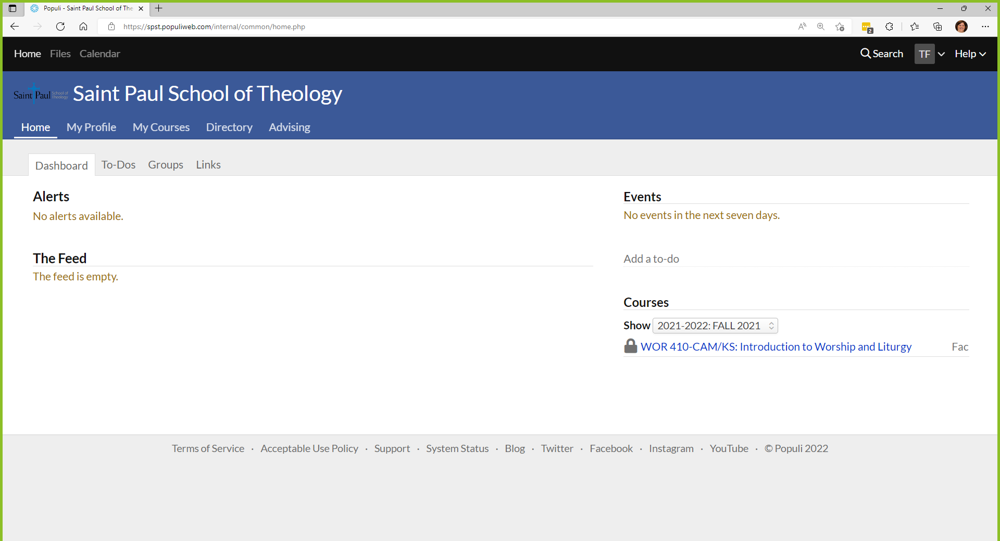 Populi - Saint Paul School of The
https://spst.populiweb.com/internal/common/home.php
2
Home Files Calendar
Search TF Help
Saint Paul School of Theology
Saint Paul School of Theology
Home My Profile My Courses Directory Advising
Dashboard To-Dos Groups Links
Alerts
No alerts available.
The Feed
The feed is empty.
Events
No events in the next seven days.
Add a to-do
Courses
Show 2021-2022: FALL 2021
WOR 410-CAM/KS: Introduction to Worship and Liturgy Fac
Terms of Service · Acceptable Use Policy · Support · System Status · Blog · Twitter · Facebook · Instagram · YouTube · © Populi 2022